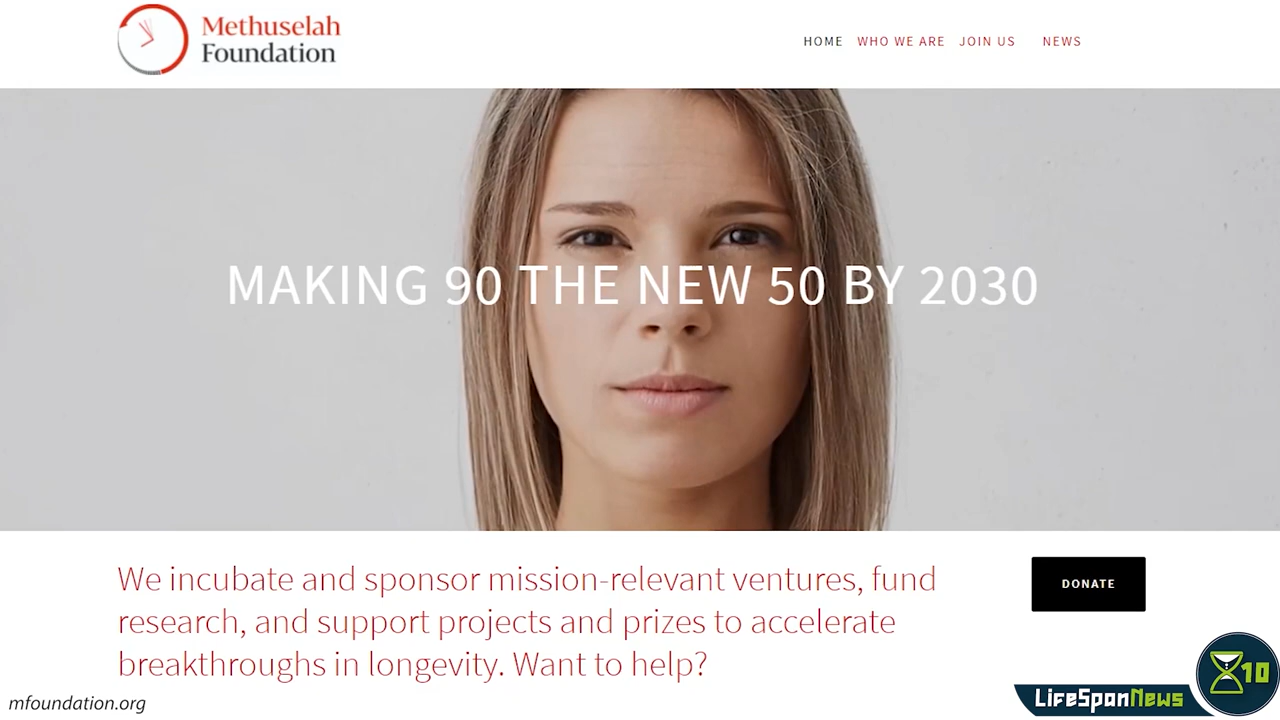 Methuselah
Foundation
HOME WHO WE ARE JOIN US NEWS
MAKING 90 THE NEW 50 BY 2030
We incubate and sponsor mission-relevant ventures, fund
research, and support projects and prizes to accelerate
breakthroughs in longevity. Want to help?
DONATE
mfoundation.org
LifeSpanNews
10